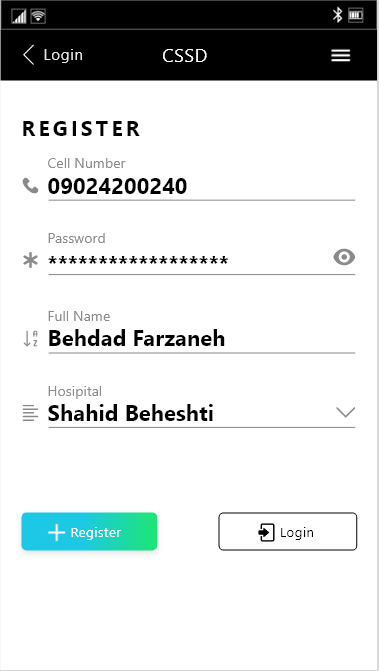 Login CSSD
REGISTER
Cell Number
09024200240
Password
******************
Full Name
A
Z
Behdad Farzaneh
Hosipital
Shahid Beheshti
Register Login